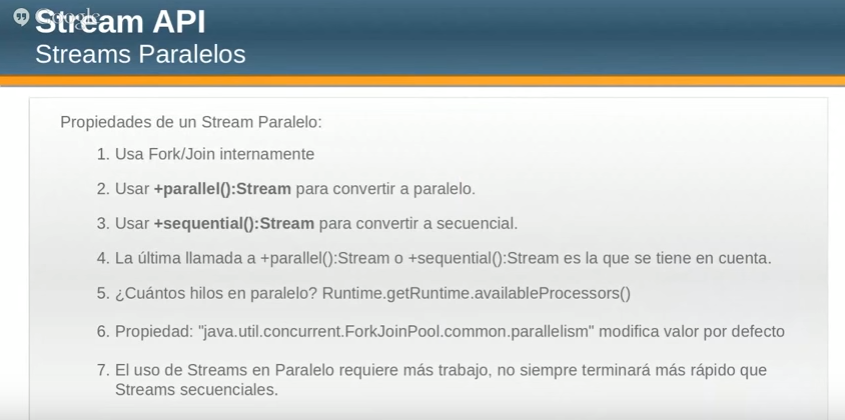 Google
Stream API
Streams Paralelos
Propiedades de un Stream Paralelo:
1. Usa Fork/Join internamente
2. Usar +parallel():Stream para convertir a paralelo.
3. Usar +sequential():Stream para convertir a secuencial.
4. La última llamada a +parallel():Stream o +sequential():Stream es la que se tiene en cuenta.
5. ¿Cuántos hilos en paralelo? Runtime.getRuntime.availableProcessors()
6. Propiedad: "java.util.concurrent.ForkJoinPool.common.parallelism" modifica valor por defecto
7. El uso de Streams en Paralelo requiere más trabajo, no siempre terminará más rápido que
Streams secuenciales.